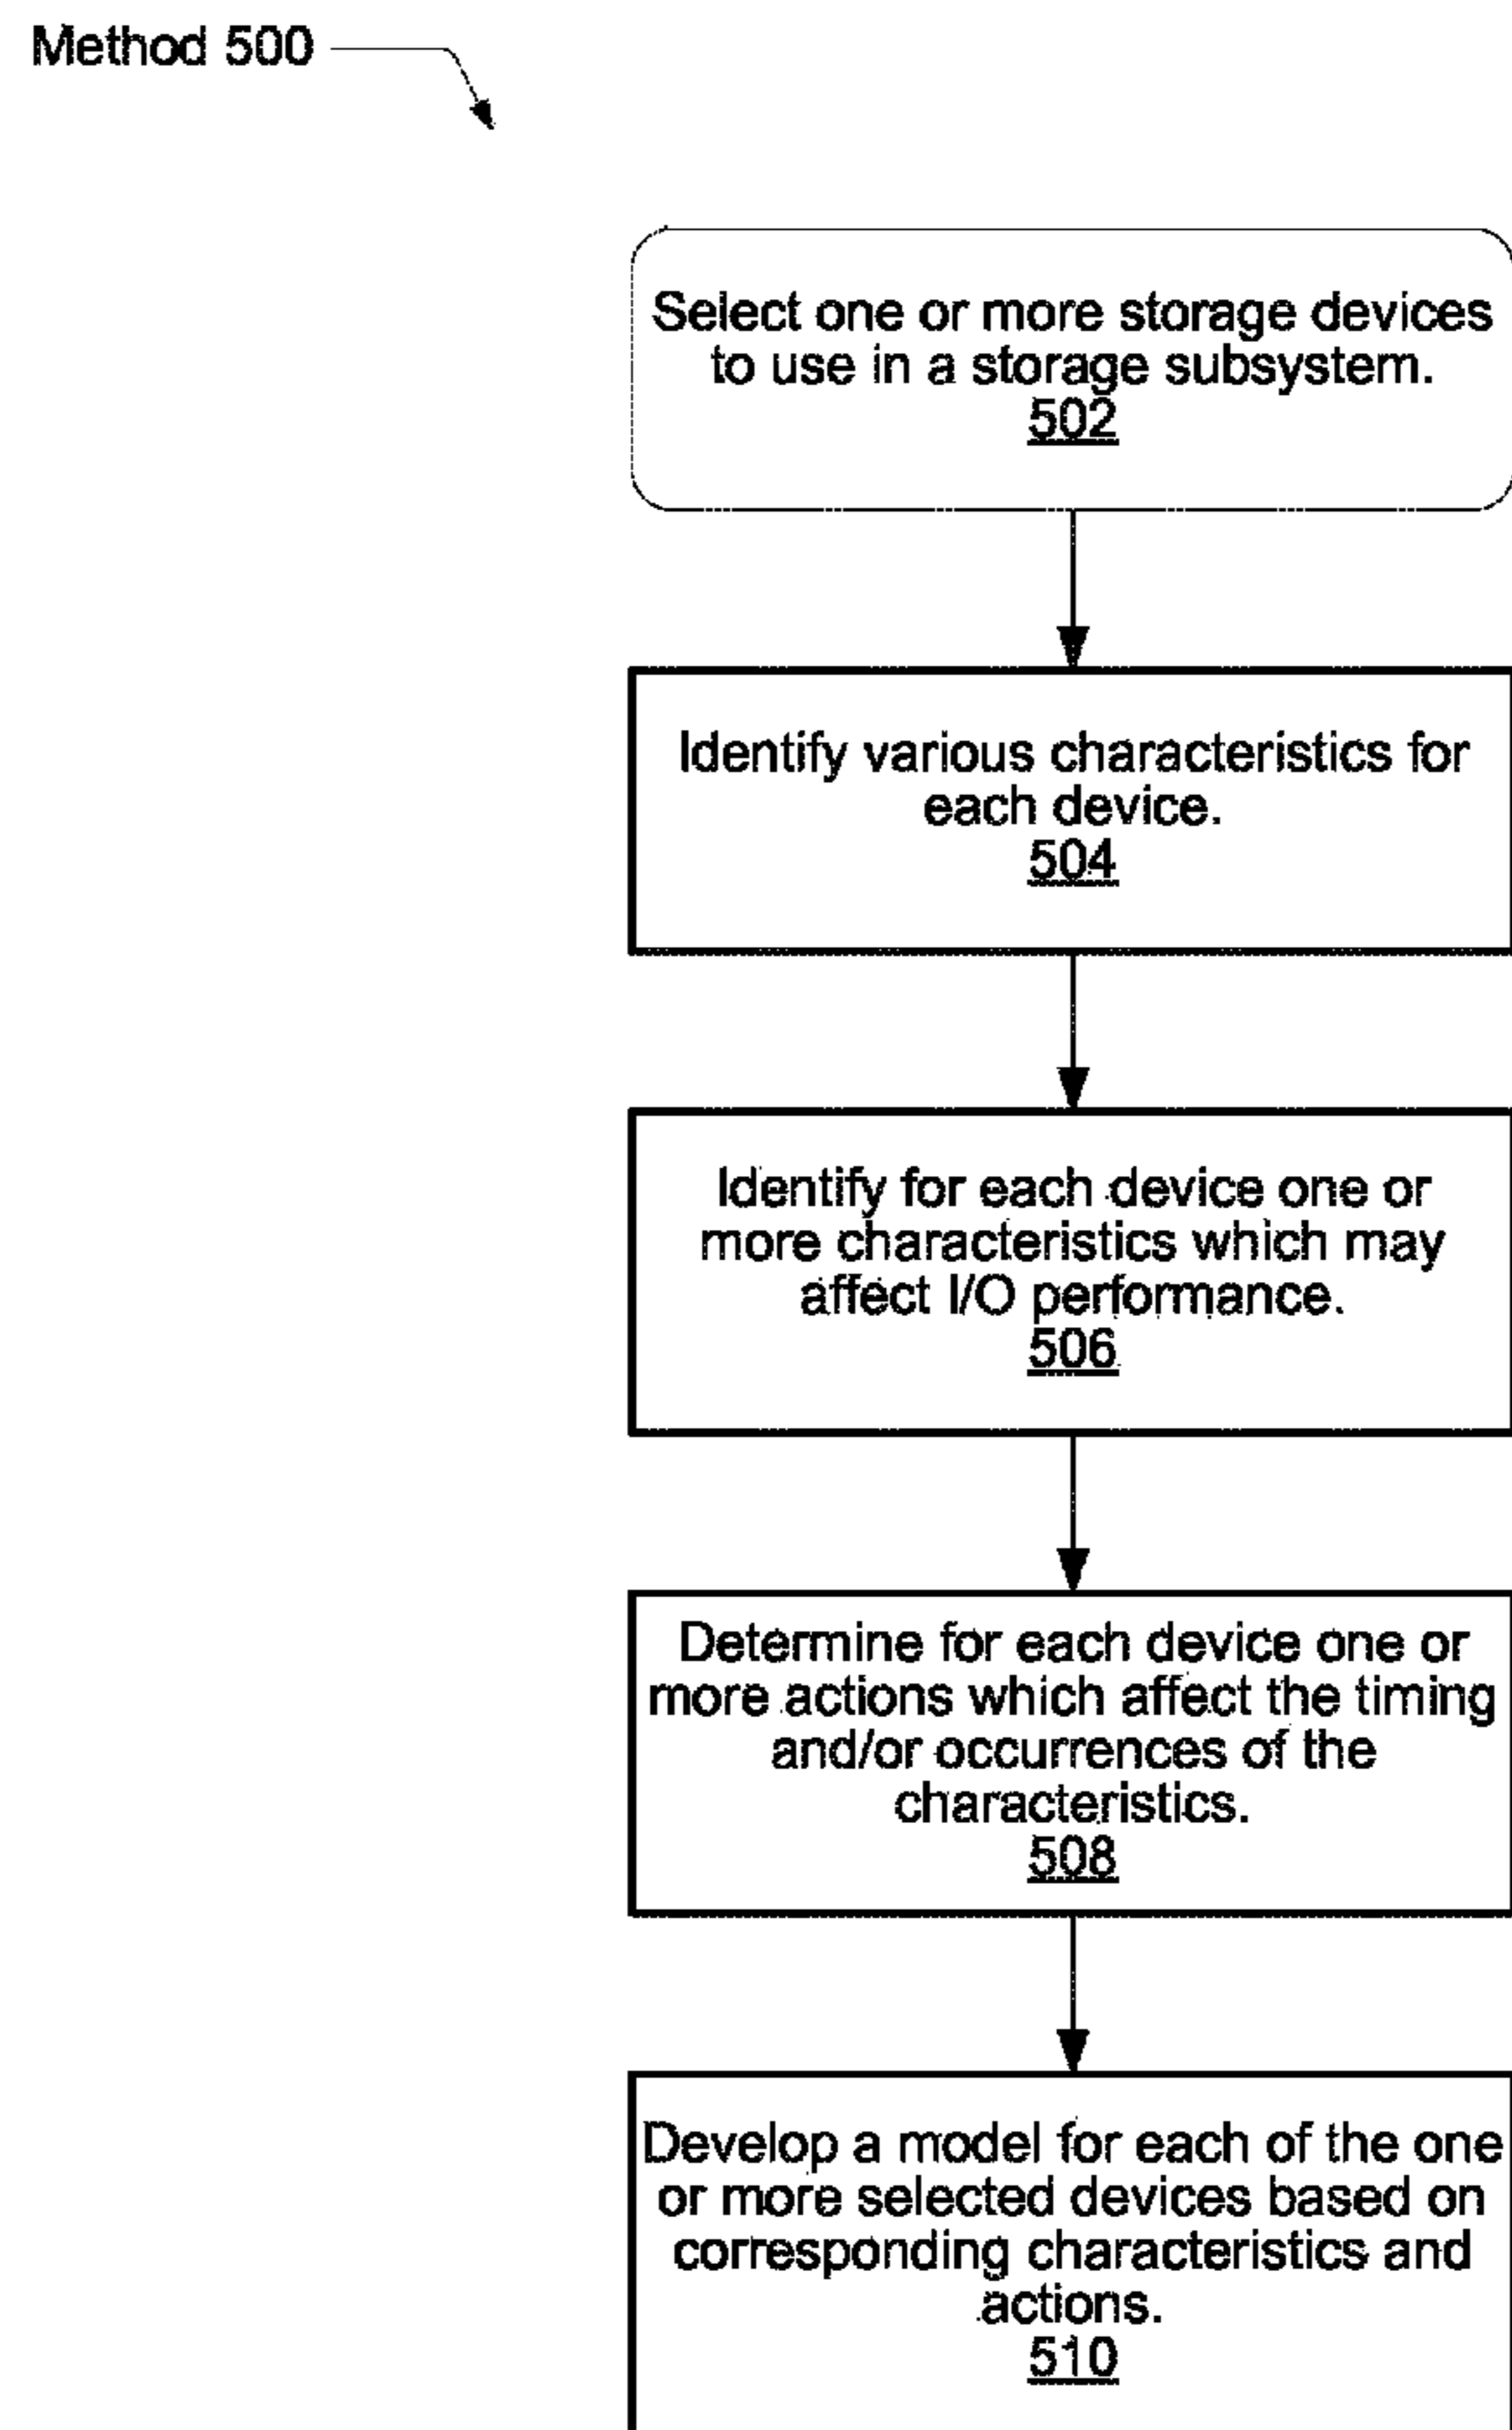 Method 500
Select one or more storage devices
to use in a storage subsystem.
502
Identify various characteristics for
each device.
504
Identify for each device one or
more characteristics which may
affect I/O performance.
506
Determine for each device one or
more actions which affect the timing
and/or occurrences of the
characteristics.
508
Develop a model for each of the one
or more selected devices based on
corresponding characteristics and
actions.
510